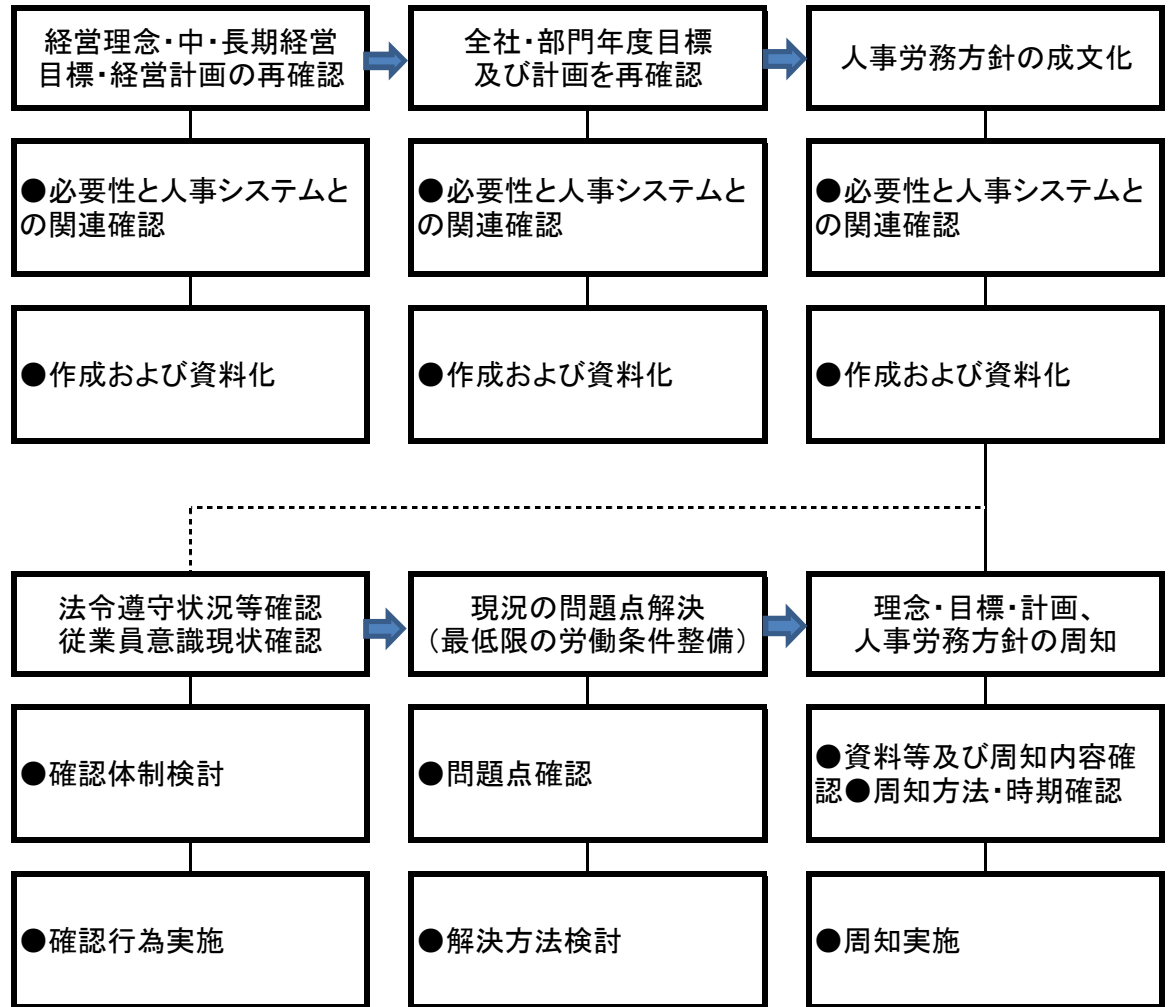 経営理念・中・長期経営
目標・経営計画の再確認
全社・部門年度目標
及び計画を再確認
人事労務方針の成文化
●必要性と人事システムと
の関連確認
●必要性と人事システムと
の関連確認
●必要性と人事システムと
の関連確認
●作成および資料化
●作成および資料化
●作成および資料化
法令遵守状況等確認
従業員意識現状確認
現況の問題点解決
（最低限の労働条件整備）
理念・目標・計画、
人事労務方針の周知
●確認体制検討
●問題点確認
●資料等及び周知内容確
認●周知方法・時期確認
●確認行為実施
●解決方法検討
●周知実施